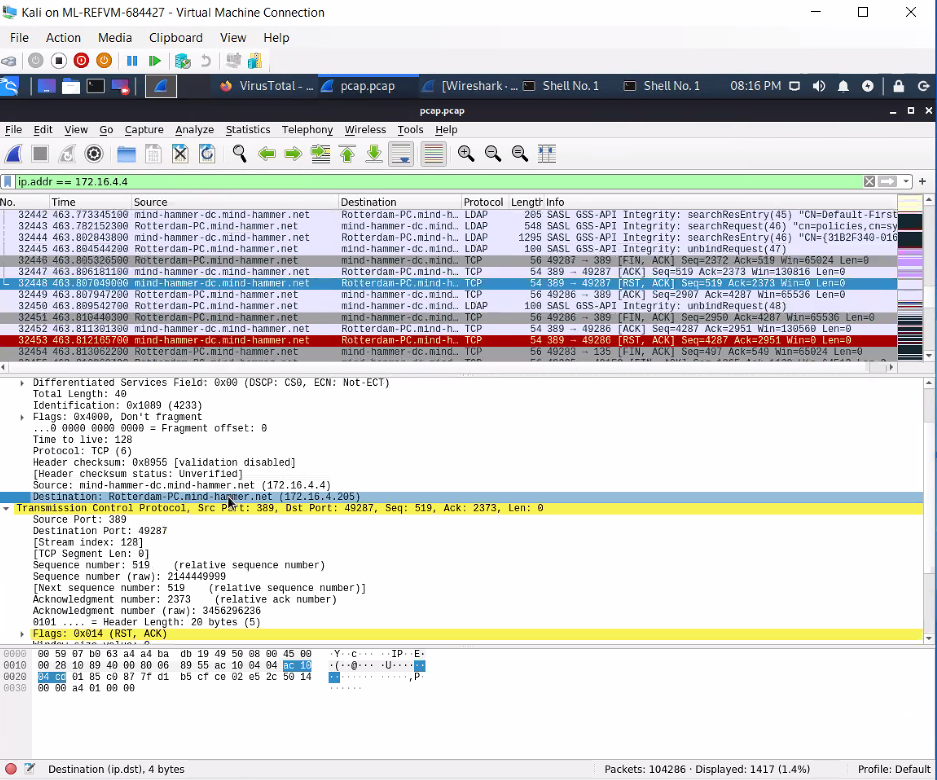 Kali on ML-REFVM-684427 - Virtual Machine Connection
File Action Media Clipboard View Help
VirusTotal - ... pcap.pcap [Wireshark · ... Shell No. 1 Shell No. 1 08:16 PM
pcap.pcap
File Edit View Go Capture Analyze Statistics Telephony Wireless Tools Help
ip.addr == 172.16.4.4
No. Time Source Destination Protocol Length Info
32442 463.773345100 mind-hammer-dc.mind-hammer.net Rotterdam-PC.mind-h… LDAP 205 SASL GSS-API Integrity: searchResEntry(45) "CN=Default-First
32443 463.782152300 Rotterdam-PC.mind-hammer.net mind-hammer-dc.mind… LDAP 548 SASL GSS-API Integrity: searchRequest(46) "cn=policies,cn=sy
32444 463.802843800 mind-hammer-dc.mind-hammer.net Rotterdam-PC.mind-h… LDAP 1295 SASL GSS-API Integrity: searchResEntry(46) "CN={31B2F340-016
32445 463.804544200 Rotterdam-PC.mind-hammer.net mind-hammer-dc.mind… LDAP 100 SASL GSS-API Integrity: unbindRequest(47)
32446 463.805326500 Rotterdam-PC.mind-hammer.net mind-hammer-dc.mind… TCP 56 49287 → 389 [FIN, ACK] Seq=2372 Ack=519 Win=65024 Len=0
32447 463.806181100 mind-hammer-dc.mind-hammer.net Rotterdam-PC.mind-h… TCP 54 389 → 49287 [ACK] Seq=519 Ack=2373 Win=130816 Len=0
32448 463.807049000 mind-hammer-dc.mind-hammer.net Rotterdam-PC.mind-h… TCP 54 389 → 49287 [RST, ACK] Seq=519 Ack=2373 Win=0 Len=0
32449 463.807947200 Rotterdam-PC.mind-hammer.net mind-hammer-dc.mind… TCP 56 49286 → 389 [ACK] Seq=2907 Ack=4287 Win=65536 Len=0
32450 463.809542900 Rotterdam-PC.mind-hammer.net mind-hammer-dc.mind… LDAP 100 SASL GSS-API Integrity: unbindRequest(48)
32451 463.810440300 Rotterdam-PC.mind-hammer.net mind-hammer-dc.mind… TCP 56 49286 → 389 [FIN, ACK] Seq=2950 Ack=4287 Win=65536 Len=0
32452 463.811301300 mind-hammer-dc.mind-hammer.net Rotterdam-PC.mind-h… TCP 54 389 → 49286 [ACK] Seq=4287 Ack=2951 Win=130560 Len=0
32453 463.812165700 mind-hammer-dc.mind-hammer.net Rotterdam-PC.mind-h… TCP 54 389 → 49286 [RST, ACK] Seq=4287 Ack=2951 Win=0 Len=0
32454 463.813062200 Rotterdam-PC.mind-hammer.net mind-hammer-dc.mind… TCP 56 49283 → 135 [FIN, ACK] Seq=497 Ack=549 Win=65024 Len=0
Differentiated Services Field: 0x00 (DSCP: CS0, ECN: Not-ECT)
Total Length: 40
Identification: 0x1089 (4233)
Flags: 0x4000, Don't fragment
...0 0000 0000 0000 = Fragment offset: 0
Time to live: 128
Protocol: TCP (6)
Header checksum: 0x8955 [validation disabled]
[Header checksum status: Unverified]
Source: mind-hammer-dc.mind-hammer.net (172.16.4.4)
Destination: Rotterdam-PC.mind-hammer.net (172.16.4.205)
Transmission Control Protocol, Src Port: 389, Dst Port: 49287, Seq: 519, Ack: 2373, Len: 0
Source Port: 389
Destination Port: 49287
[Stream index: 128]
[TCP Segment Len: 0]
Sequence number: 519 (relative sequence number)
Sequence number (raw): 2144449999
[Next sequence number: 519 (relative sequence number)]
Acknowledgment number: 2373 (relative ack number)
Acknowledgment number (raw): 3456296236
0101 .... = Header Length: 20 bytes (5)
Flags: 0x014 (RST, ACK)
0000 00 59 07 b0 63 a4 a4 ba db 19 49 50 08 00 45 00 ·Y··c··· ··IP··E·
0010 00 28 10 89 40 00 80 06 89 55 ac 10 04 04 ac 10 ·(··@··· ·U······
0020 04 cd 01 85 c0 87 7f d1 b5 cf ce 02 e5 2c 50 14 ········ ·····,P·
0030 00 00 a4 01 00 00 ······
Destination (ip.dst), 4 bytes Packets: 104286 · Displayed: 1417 (1.4%) Profile: Default